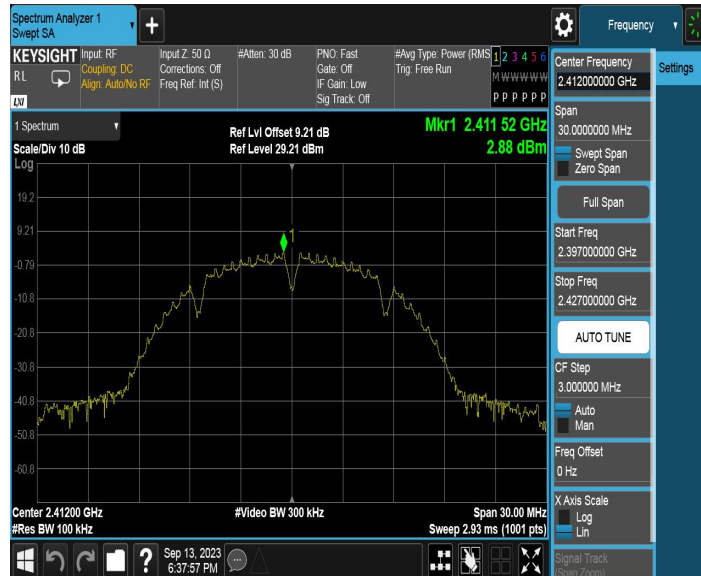 Spectrum Analyzer 1
Swept SA
+
Frequency
KEYSIGHT
RL
LXI
Input: RF
Coupling: DC
Align: Auto/No RF
Input Z: 50 Ω
Corrections: Off
Freq Ref: Int (S)
#Atten: 30 dB
PNO: Fast
Gate: Off
IF Gain: Low
Sig Track: Off
#Avg Type: Power (RMS
Trig: Free Run
1 2 3 4 5 6
M W W W W W
P P P P P P
1 Spectrum
Scale/Div 10 dB
Log
Ref Lvl Offset 9.21 dB
Ref Level 29.21 dBm
Mkr1 2.411 52 GHz
2.88 dBm
1
19.2
9.21
-0.79
-10.8
-20.8
-30.8
-40.8
-50.8
-60.8
Center 2.41200 GHz
#Res BW 100 kHz
#Video BW 300 kHz
Span 30.00 MHz
Sweep 2.93 ms (1001 pts)
?
Sep 13, 2023
6:37:57 PM
Center Frequency
2.412000000 GHz
Settings
Span
30.0000000 MHz
Swept Span
Zero Span
Full Span
Start Freq
2.397000000 GHz
Stop Freq
2.427000000 GHz
AUTO TUNE
CF Step
3.000000 MHz
Auto
Man
Freq Offset
0 Hz
X Axis Scale
Log
Lin
Signal Track
(Span Zoom)